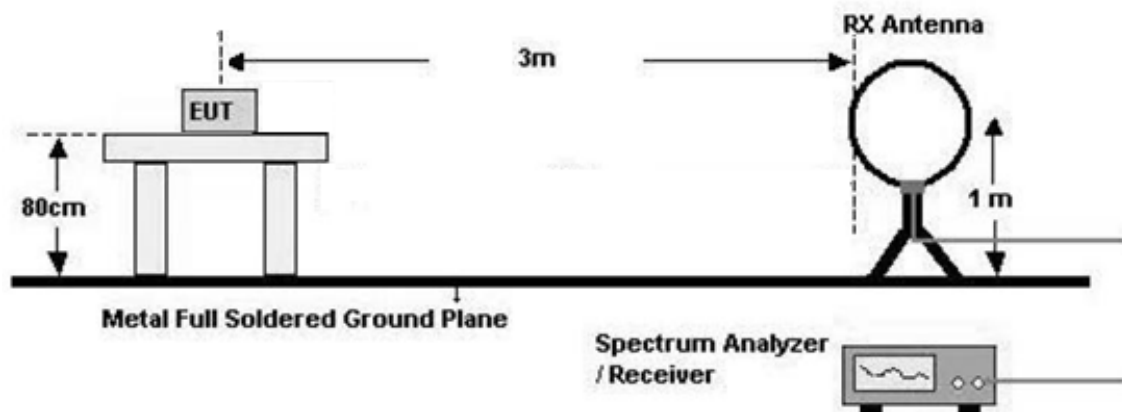 RX Antenna
3m
EUT
80cm
1 m
Metal Full Soldered Ground Plane
Spectrum Analyzer
/ Receiver